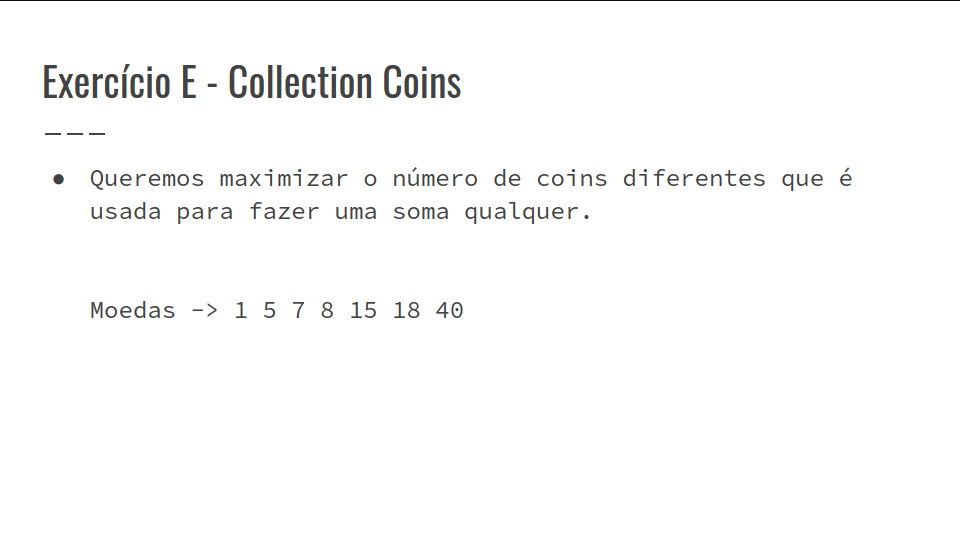 Exercício E - Collection Coins
● Queremos maximizar o número de coins diferentes que é
usada para fazer uma soma qualquer.
Moedas -> 1 5 7 8 15 18 40